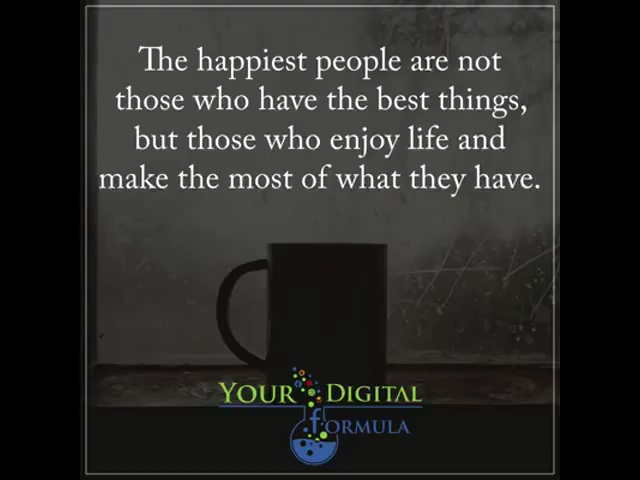 The happiest people are not
those who have the best things,
but those who enjoy life and
make the most of what they have.
YOUR DIGITAL
FORMULA